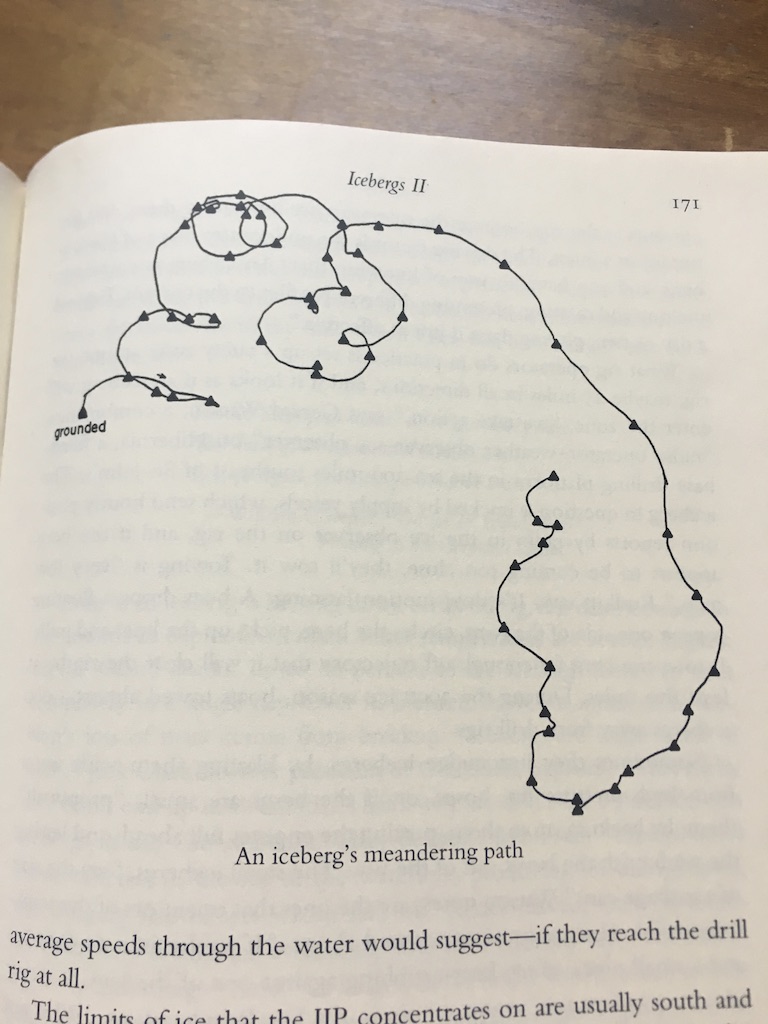 Icebergs II
171
grounded
An iceberg's meandering path
average speeds through the water would suggest—if they reach the drill
rig at all.
The limits of ice that the IIP concentrates on are usually south and